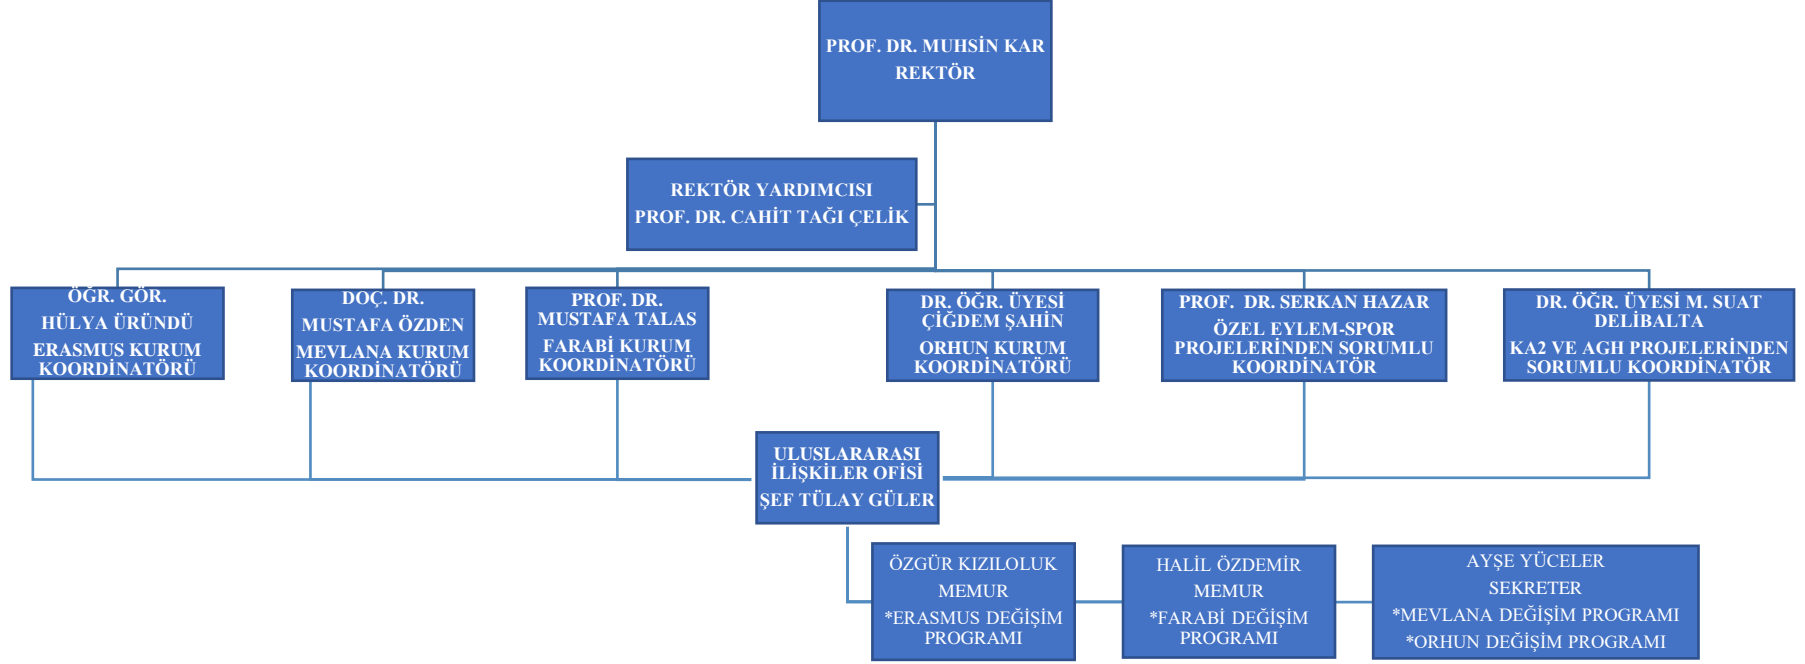 PROF. DR. MUHSİN KAR
REKTÖR
REKTÖR YARDIMCISI
PROF. DR. CAHİT TAĞI ÇELİK
ÖĞR. GÖR.
HÜLYA ÜRÜNDÜ
ERASMUS KURUM
KOORDİNATÖRÜ
DOÇ. DR.
MUSTAFA ÖZDEN
MEVLANA KURUM
KOORDİNATÖRÜ
PROF. DR.
MUSTAFA TALAS
FARABİ KURUM
KOORDİNATÖRÜ
DR. ÖĞR. ÜYESİ
ÇİĞDEM ŞAHİN
ORHUN KURUM
KOORDİNATÖRÜ
PROF. DR. SERKAN HAZAR
ÖZEL EYLEM-SPOR
PROJELERİNDEN SORUMLU
KOORDİNATÖR
DR. ÖĞR. ÜYESİ M. SUAT
DELİBALTA
KA2 VE AGH PROJELERİNDEN
SORUMLU KOORDİNATÖR
ULUSLARARASI
İLİŞKİLER OFİSİ
ŞEF TÜLAY GÜLER
ÖZGÜR KIZILOLUK
MEMUR
*ERASMUS DEĞİŞİM
PROGRAMI
HALİL ÖZDEMİR
MEMUR
*FARABİ DEĞİŞİM
PROGRAMI
AYŞE YÜCELER
SEKRETER
*MEVLANA DEĞİŞİM PROGRAMI
*ORHUN DEĞİŞİM PROGRAMI